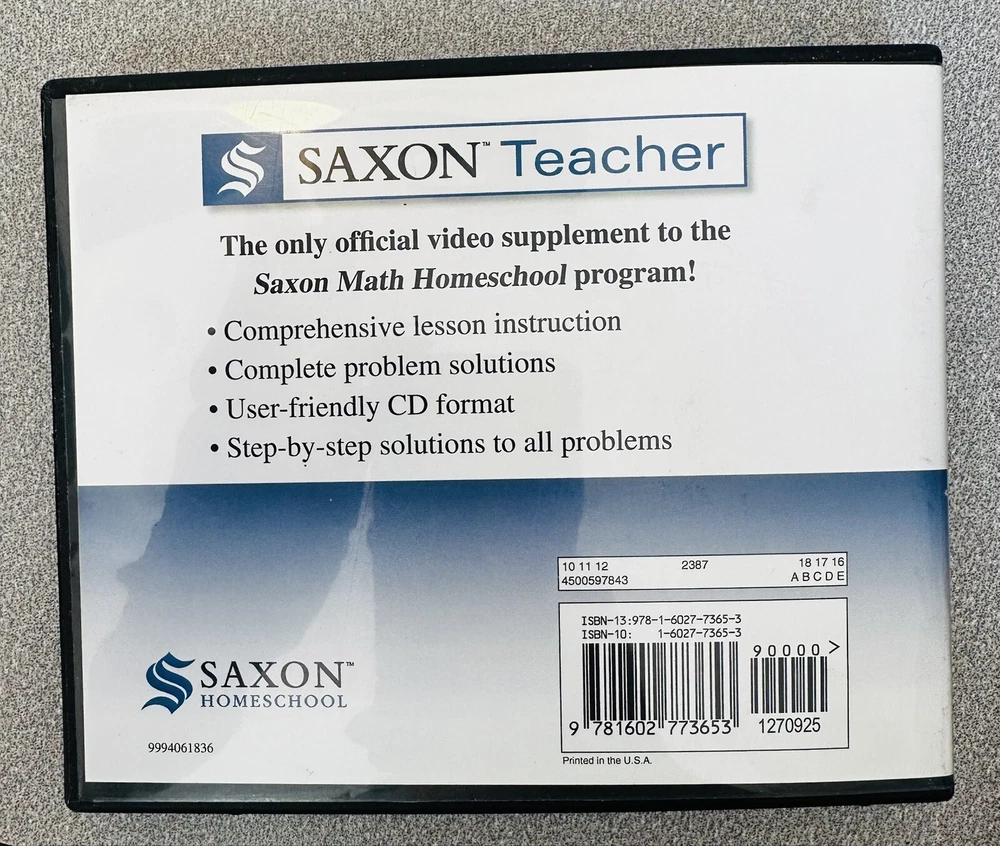 S SAXON™ Teacher
The only official video supplement to the
Saxon Math Homeschool program!
• Comprehensive lesson instruction
• Complete problem solutions
• User-friendly CD format
• Step-by-step solutions to all problems
10 11 12 2387 18 17 16
4500597843 A B C D E
ISBN-13:978-1-6027-7365-3
ISBN-10: 1-6027-7365-3
90000>
9 781602 773653 1270925
Printed in the U.S.A.
S SAXON™
HOMESCHOOL
9994061836